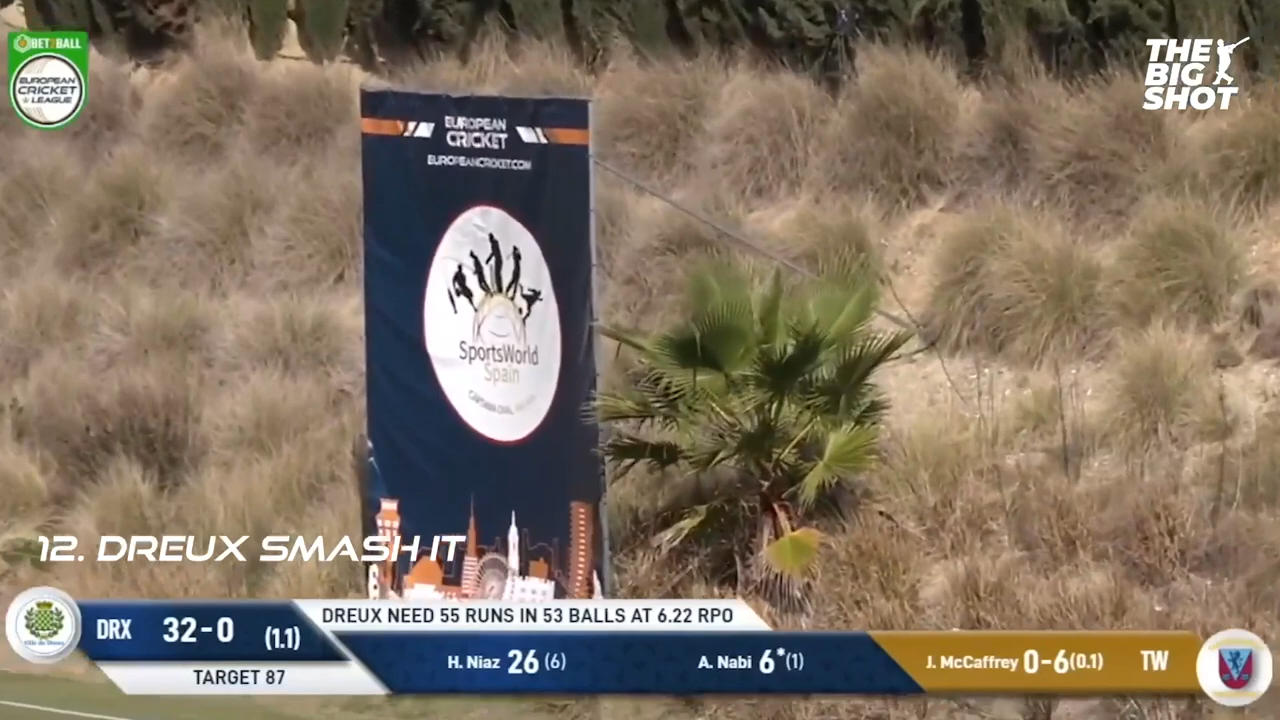 BET2BALL
EUROPEAN
CRICKET
LEAGUE
THE
BIG
SHOT
EUROPEAN
CRICKET
EUROPEANCRICKET.COM
SportsWorld
Spain
12. DREUX SMASH IT
DREUX NEED 55 RUNS IN 53 BALLS AT 6.22 RPO
DRX 32-0 (1.1)
TARGET 87
H. Niaz 26 (6)
A. Nabi 6* (1)
J. McCaffrey 0-6 (0.1) TW